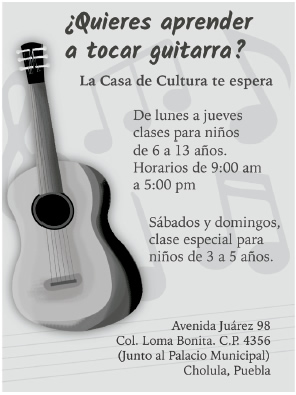 ¿Quieres aprender
a tocar guitarra?
La Casa de Cultura te espera
De lunes a jueves
clases para niños
de 6 a 13 años.
Horarios de 9:00 am
a 5:00 pm
Sábados y domingos,
clase especial para
niños de 3 a 5 años.
Avenida Juárez 98
Col. Loma Bonita. C.P. 4356
(Junto al Palacio Municipal)
Cholula, Puebla